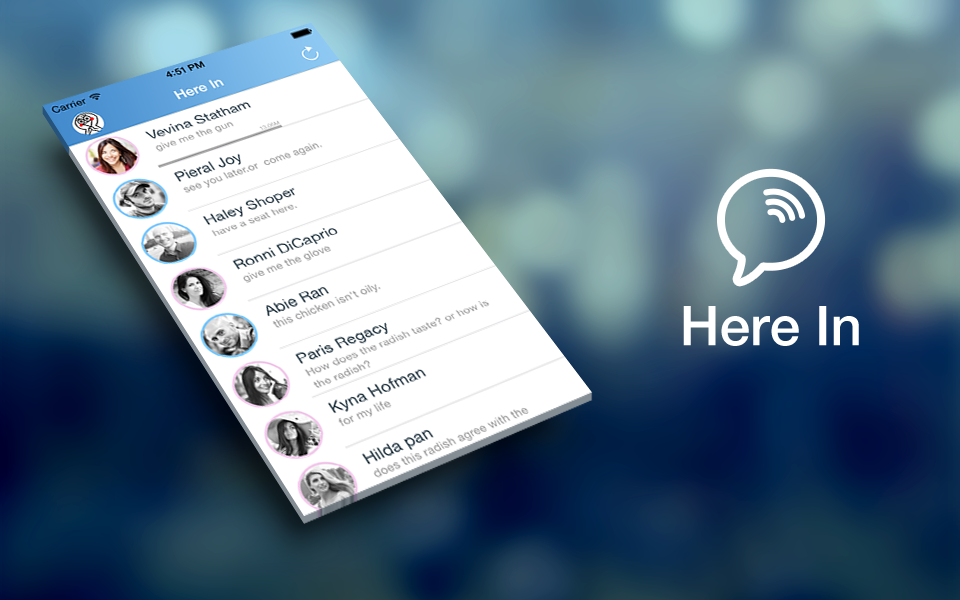 Carrier
4:51 PM
Here In
Vevina Statham
give me the gun
Pieral Joy
see you later.or come again.
Haley Shoper
have a seat here.
Ronni DiCaprio
give me the glove
Abie Ran
this chicken isn't oily.
Paris Regacy
How does the radish taste? or how is
the radish?
Kyna Hofman
for my life
Hilda pan
does this radish agree with the
Here In